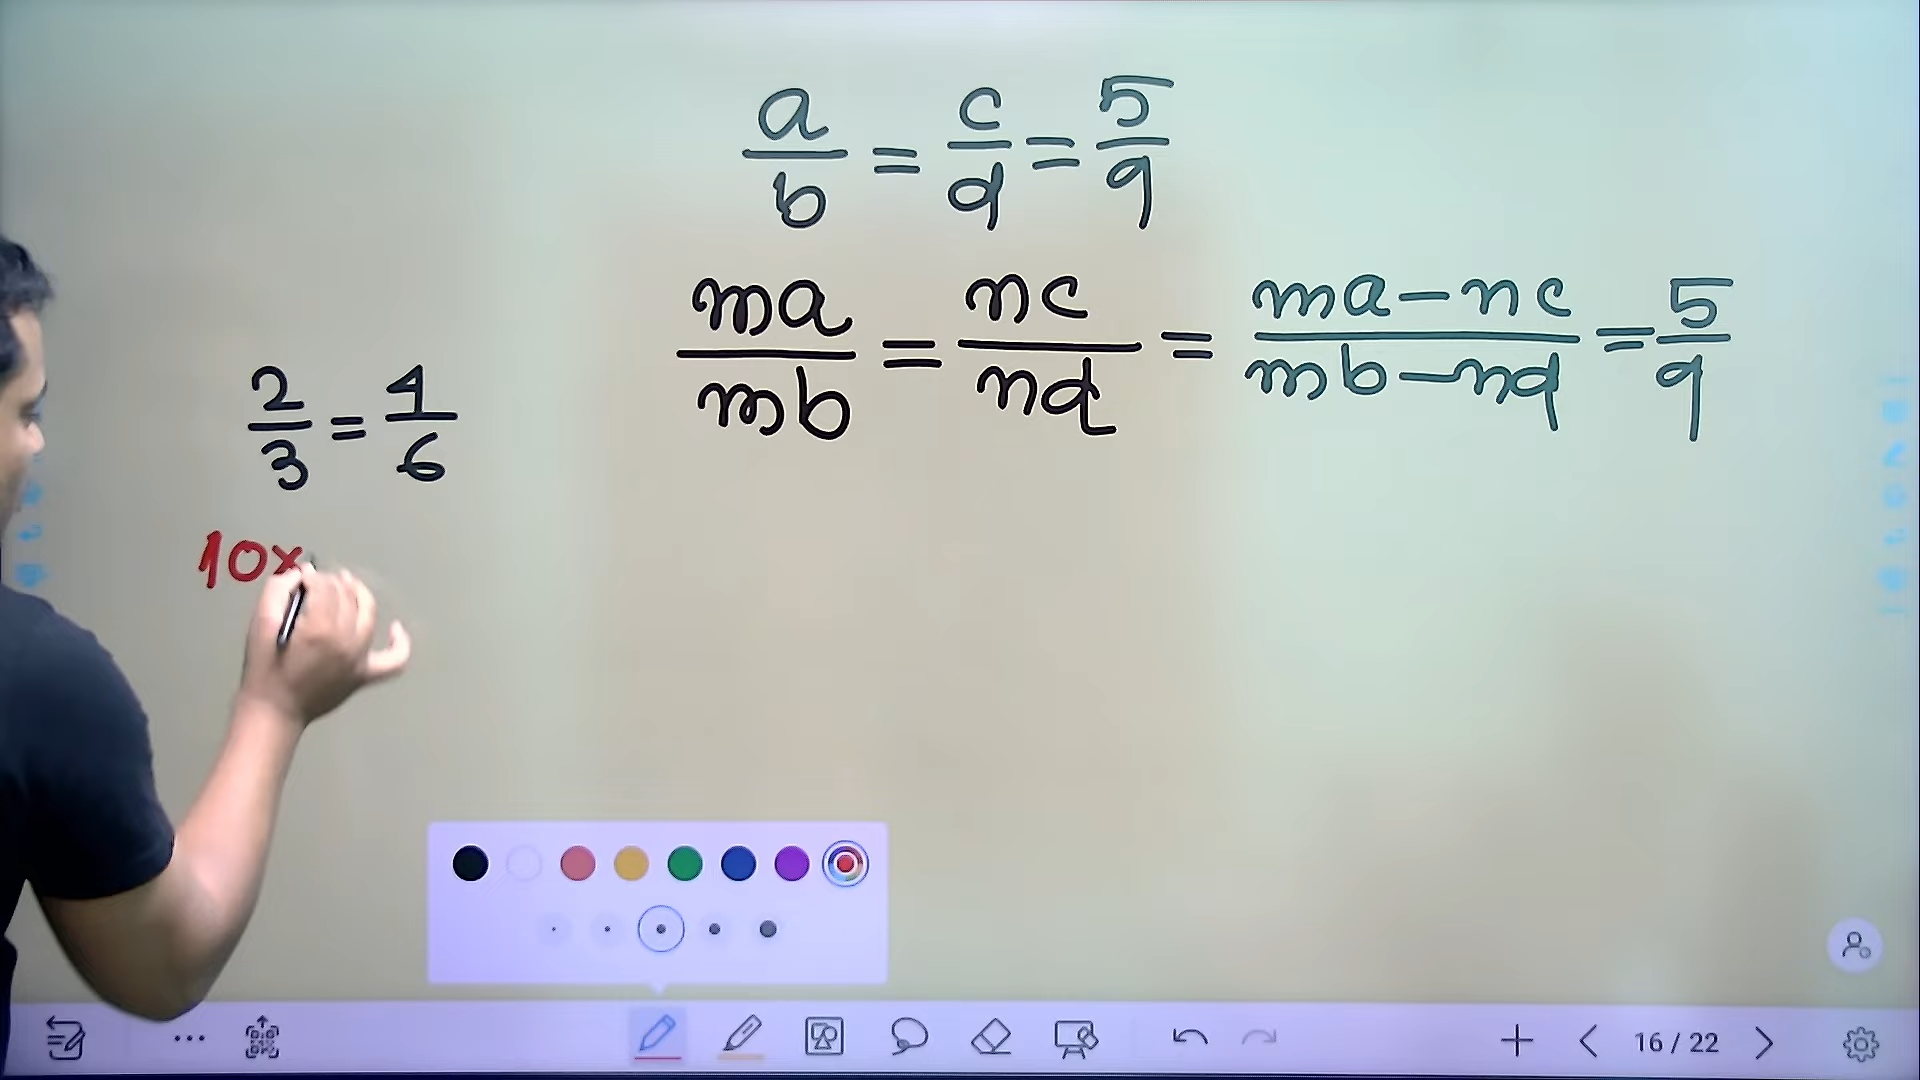 a/b = c/d = 5/9
ma/mb = nc/nd = ma-nc/mb-nd = 5/9
2/3 = 4/6
10x
16 / 22